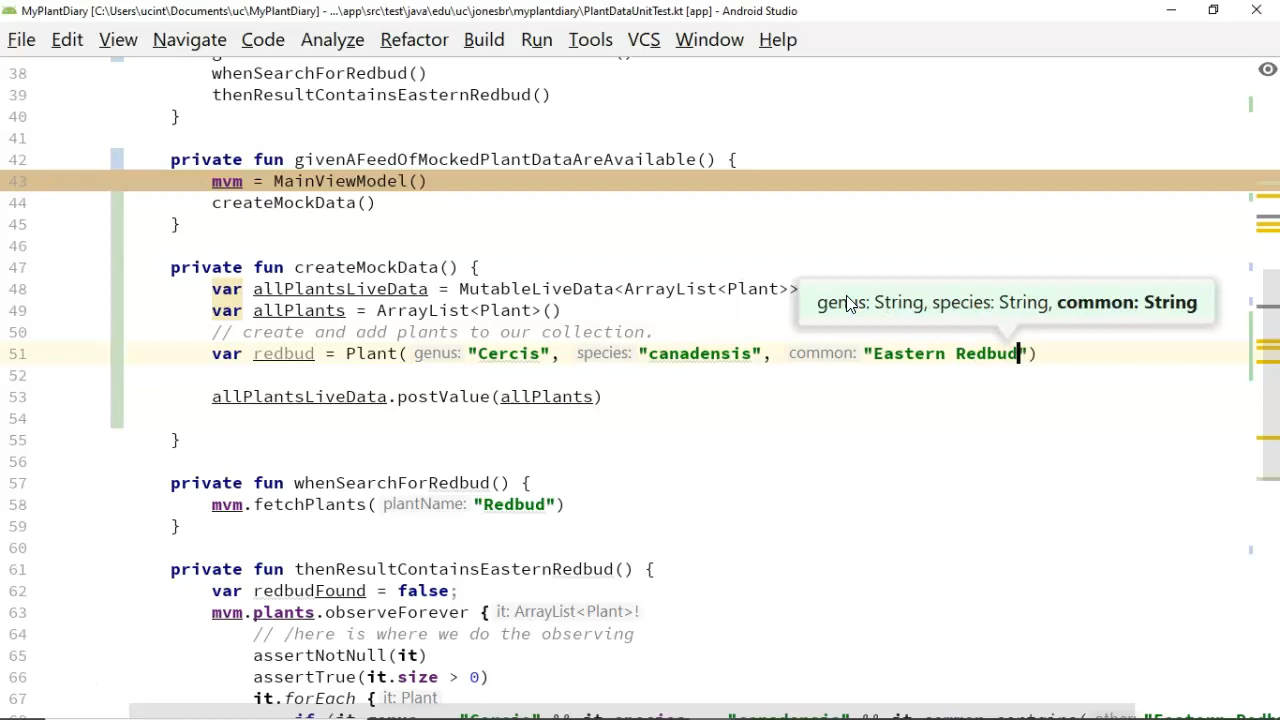 MyPlantDiary [C:\Users\ucint\Documents\uc\MyPlantDiary] - ...\app\src\test\java\edu\uc\jonesbr\myplantdiary\PlantDataUnitTest.kt [app] - Android Studio
File Edit View Navigate Code Analyze Refactor Build Run Tools VCS Window Help
38 whenSearchForRedbud()
39 thenResultContainsEasternRedbud()
40 }
41
42 private fun givenAFeedOfMockedPlantDataAreAvailable() {
43 mvm = MainViewModel()
44 createMockData()
45 }
46
47 private fun createMockData() {
48 var allPlantsLiveData = MutableLiveData<ArrayList<Plant>>
genus: String, species: String, common: String
49 var allPlants = ArrayList<Plant>()
50 // create and add plants to our collection.
51 var redbud = Plant( genus: "Cercis", species: "canadensis", common: "Eastern Redbud")
52
53 allPlantsLiveData.postValue(allPlants)
54
55 }
56
57 private fun whenSearchForRedbud() {
58 mvm.fetchPlants( plantName: "Redbud")
59 }
60
61 private fun thenResultContainsEasternRedbud() {
62 var redbudFound = false;
63 mvm.plants.observeForever { it: ArrayList<Plant>!
64 // /here is where we do the observing
65 assertNotNull(it)
66 assertTrue(it.size > 0)
67 it.forEach { it: Plant